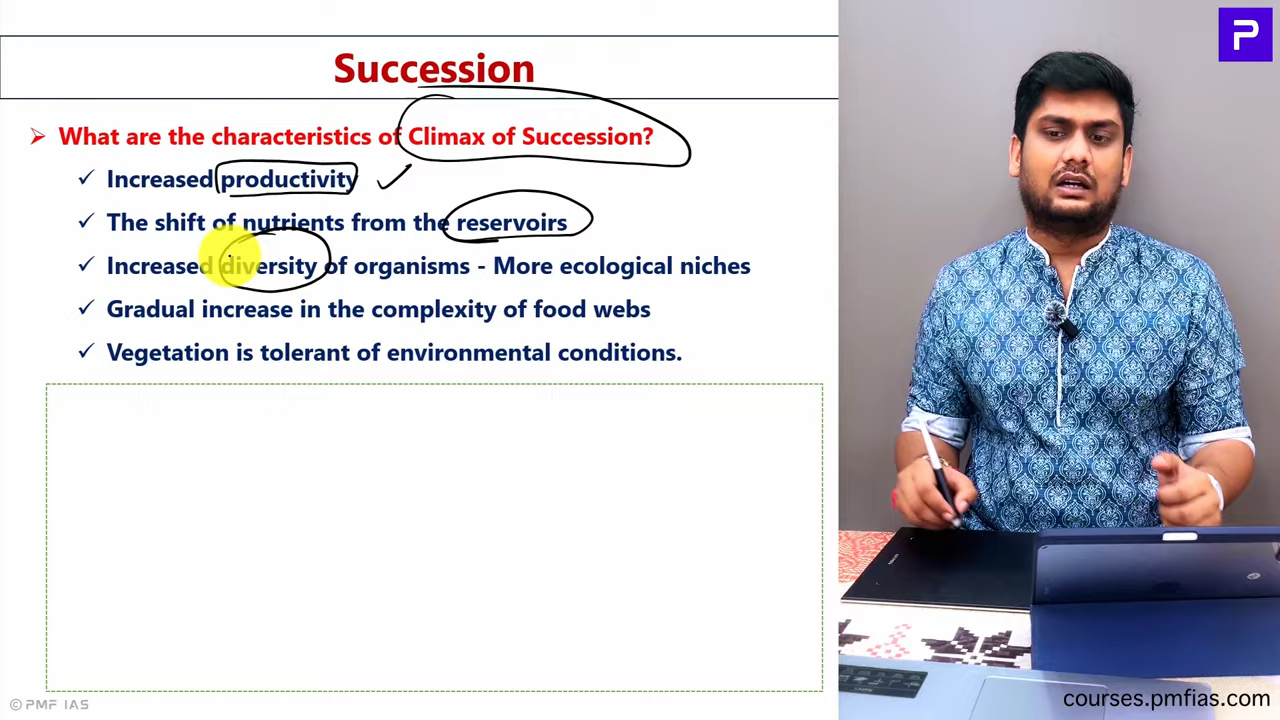 P
Succession
➢ What are the characteristics of Climax of Succession?
✓ Increased productivity
✓ The shift of nutrients from the reservoirs
✓ Increased diversity of organisms - More ecological niches
✓ Gradual increase in the complexity of food webs
✓ Vegetation is tolerant of environmental conditions.
© PMF IAS
courses.pmfias.com